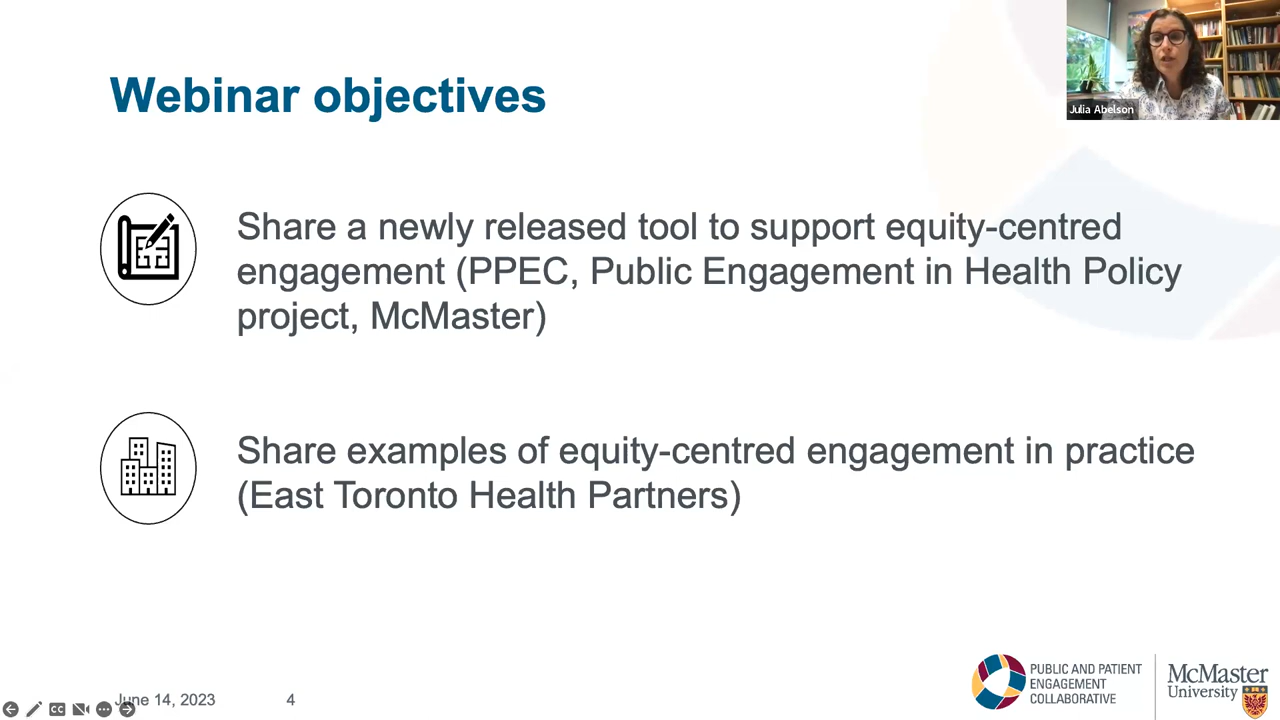 Webinar objectives
Julia Abelson
Share a newly released tool to support equity-centred
engagement (PPEC, Public Engagement in Health Policy
project, McMaster)
Share examples of equity-centred engagement in practice
(East Toronto Health Partners)
June 14, 2023
4
CC
PUBLIC AND PATIENT
ENGAGEMENT
COLLABORATIVE
McMaster
University